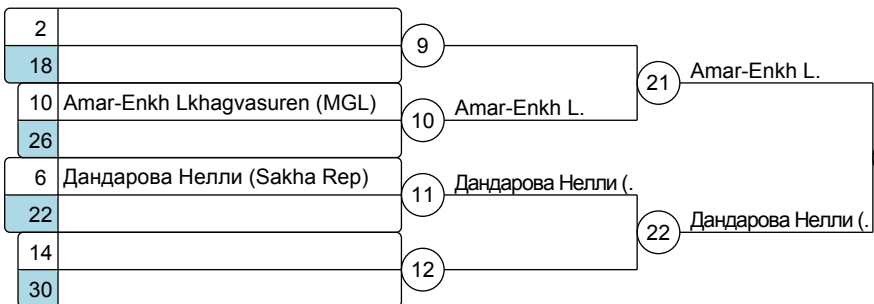 2
9
18
21 Amar-Enkh L.
10 Amar-Enkh Lkhagvasuren (MGL)
10 Amar-Enkh L.
26
6 Дандарова Нелли (Sakha Rep)
11 Дандарова Нелли (.
22
22 Дандарова Нелли (.
14
12
30